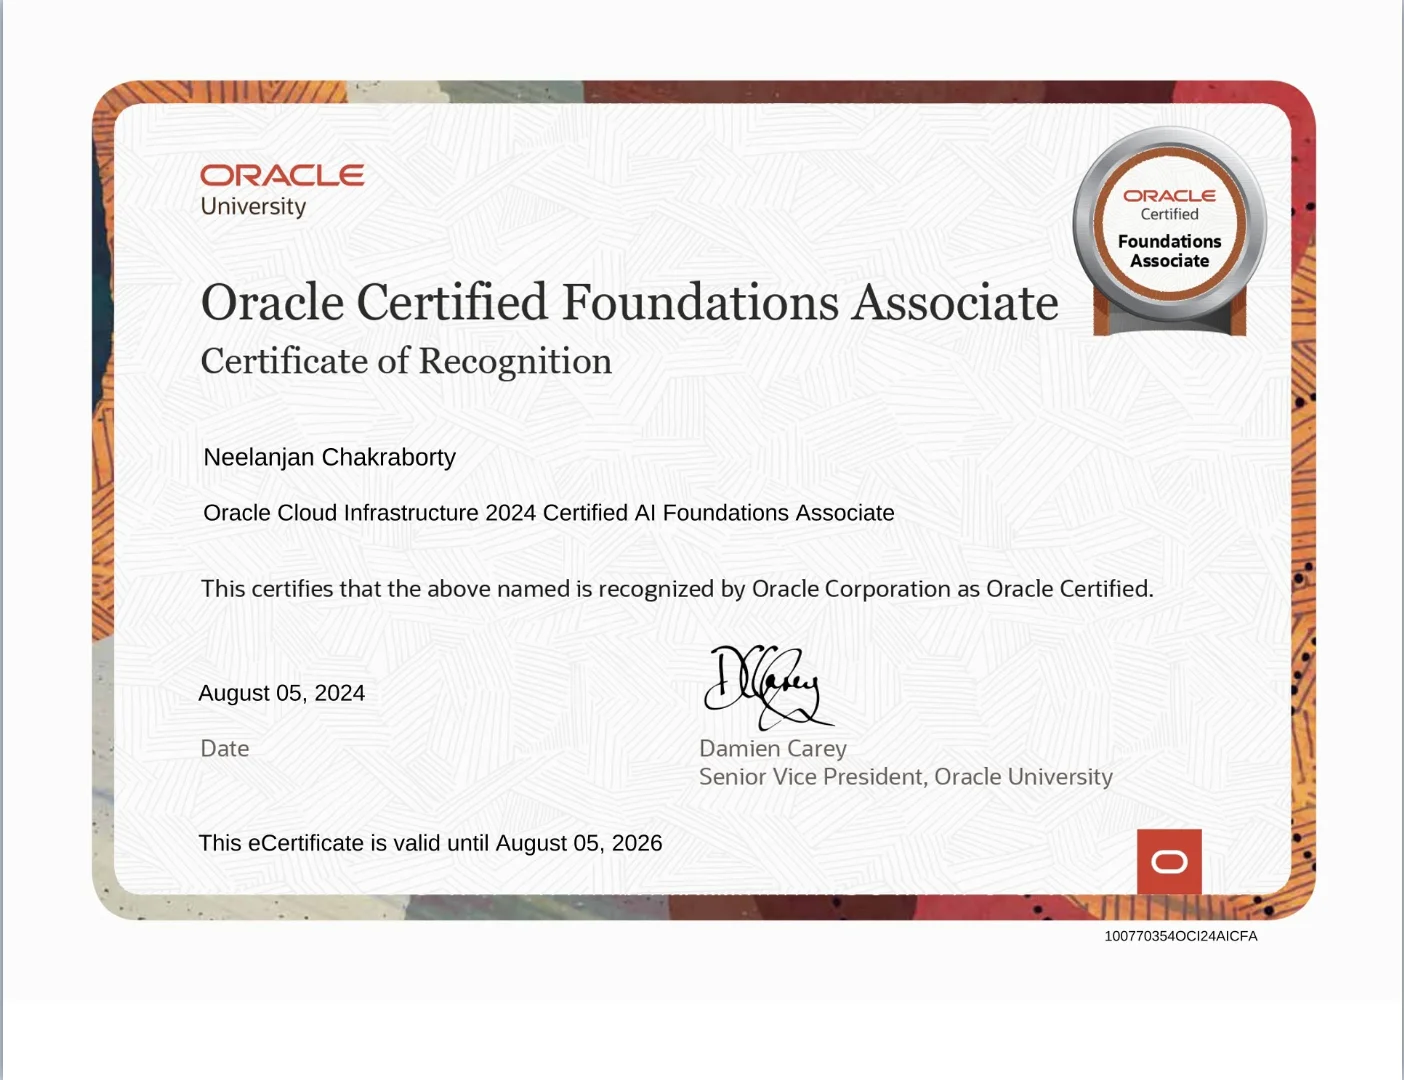 ORACLE
University
ORACLE
Certified
Foundations
Associate
Oracle Certified Foundations Associate
Certificate of Recognition
Neelanjan Chakraborty
Oracle Cloud Infrastructure 2024 Certified AI Foundations Associate
This certifies that the above named is recognized by Oracle Corporation as Oracle Certified.
August 05, 2024
Date
DCCarey
Damien Carey
Senior Vice President, Oracle University
This eCertificate is valid until August 05, 2026
100770354OCI24AICFA